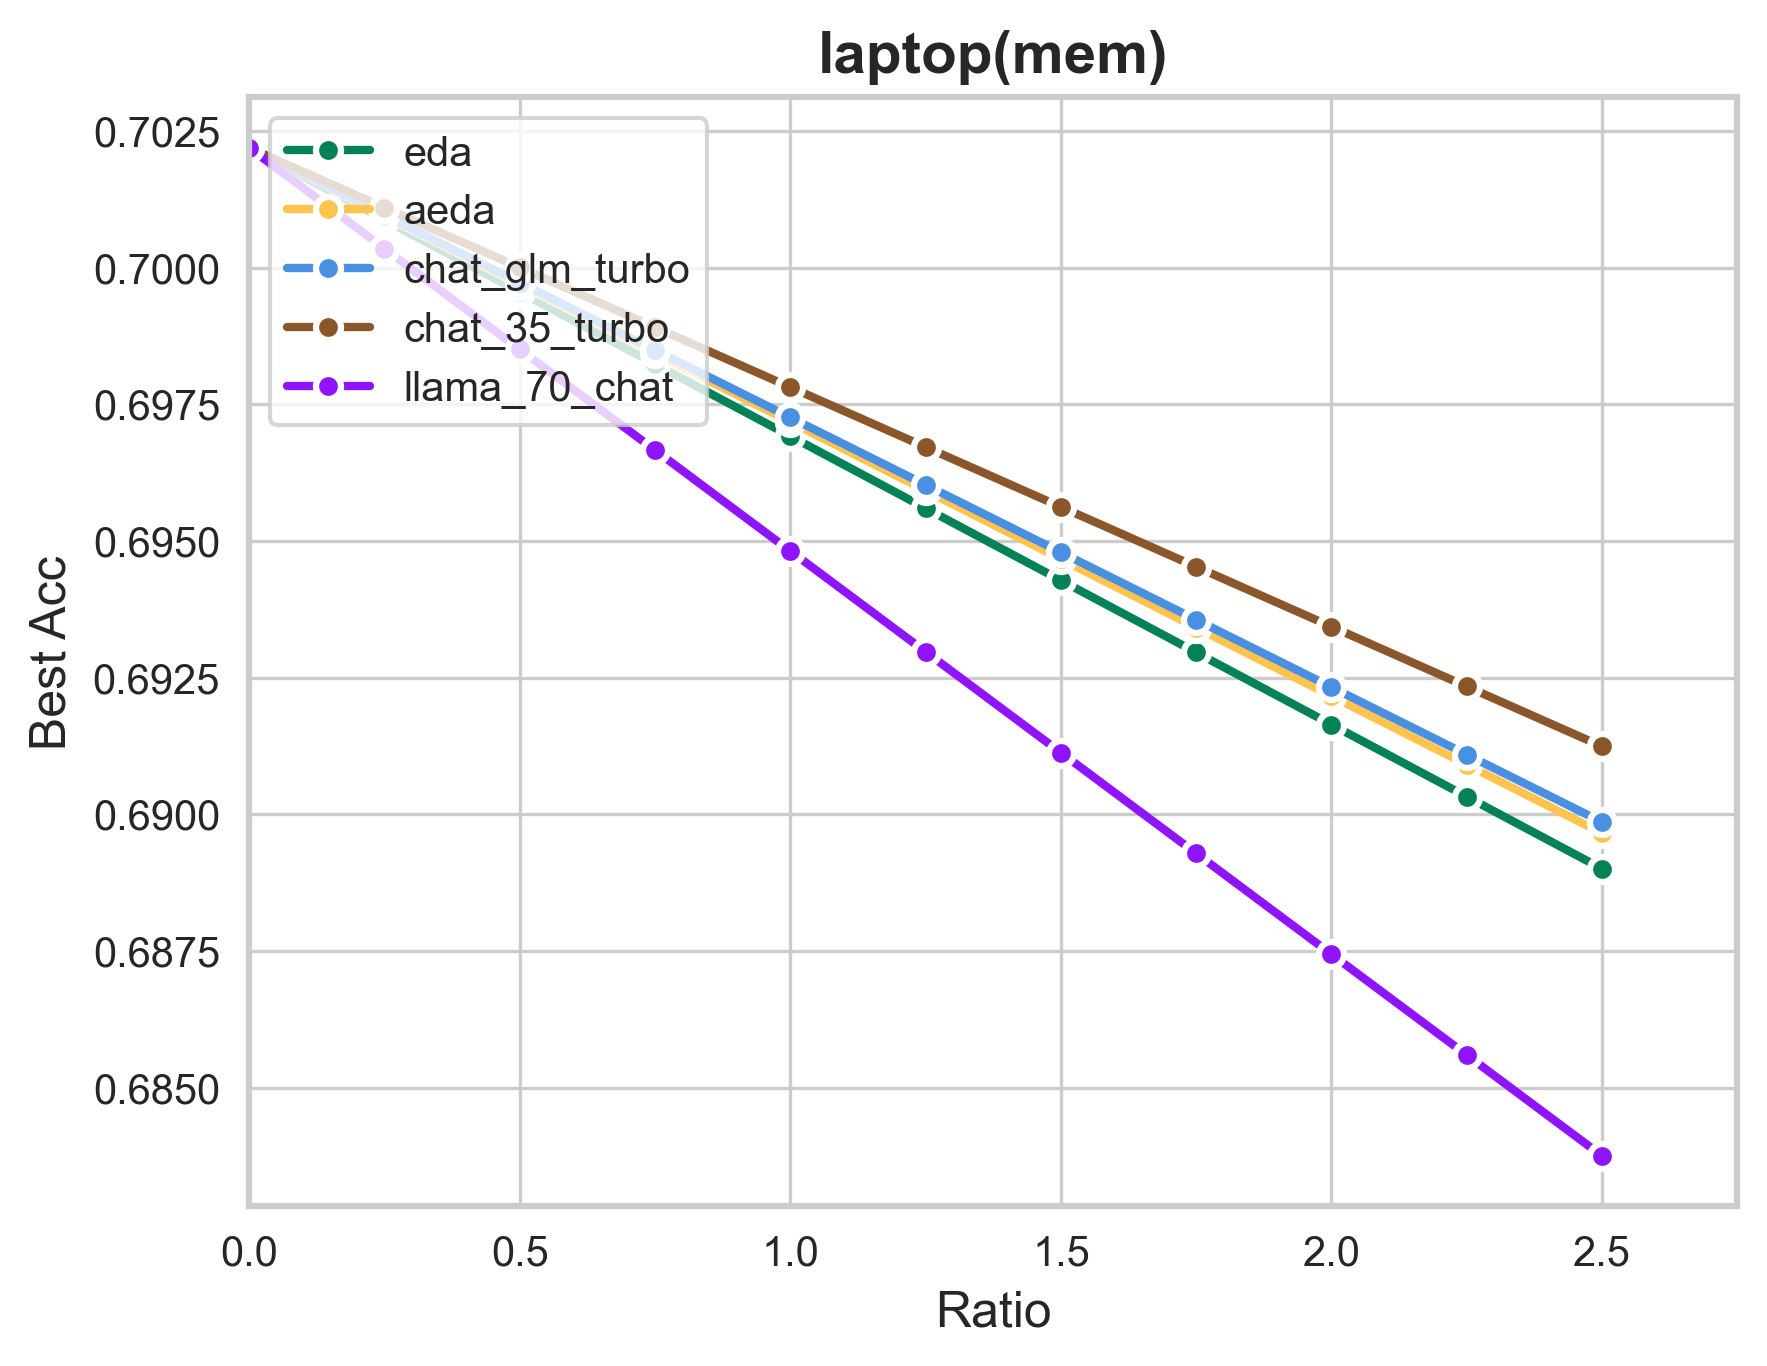 laptop(mem)
0.7025
0.7000
0.6975
0.6950
0.6925
0.6900
0.6875
0.6850
Best Acc
eda
aeda
chat_glm_turbo
chat_35_turbo
llama_70_chat
0.0 0.5 1.0 1.5 2.0 2.5
Ratio